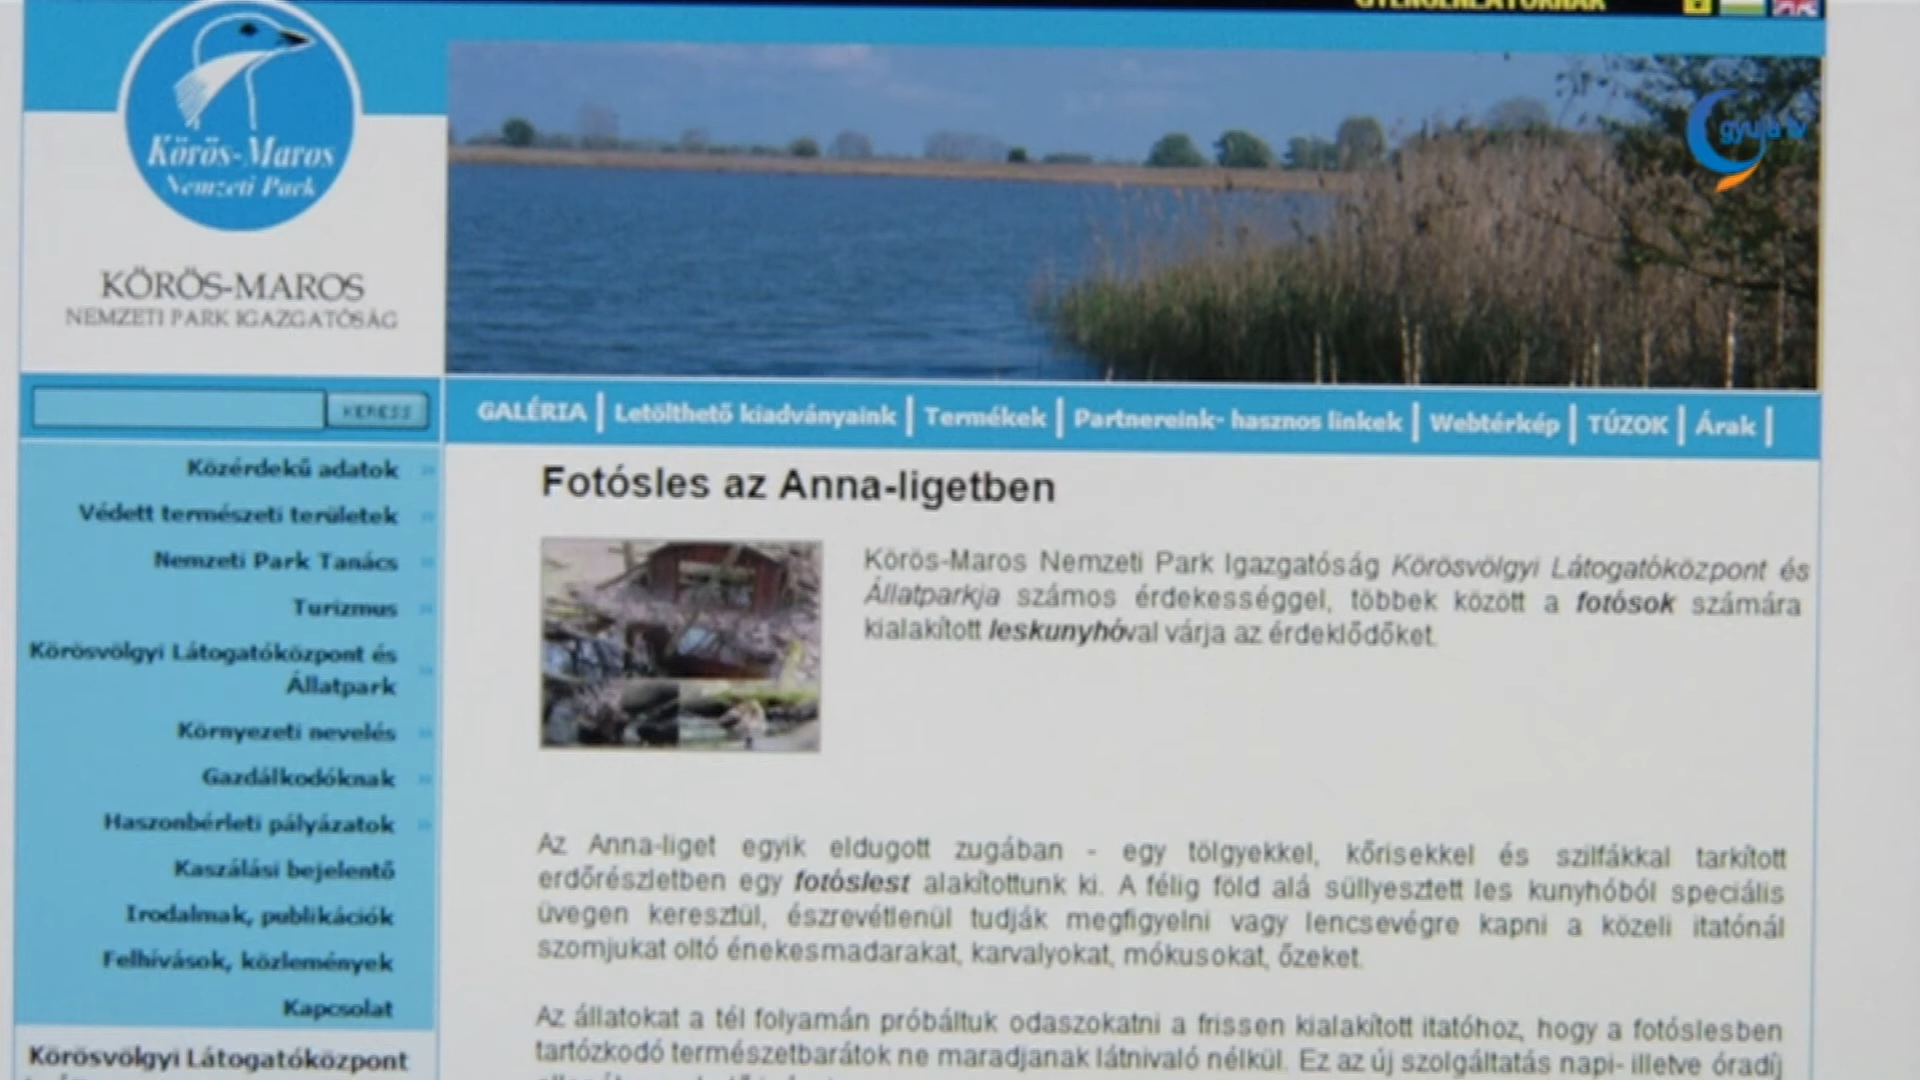 GYENGÉNLÁTÓKNAK
Körös-Maros
Nemzeti Park
gyula tv
KÖRÖS-MAROS
NEMZETI PARK IGAZGATÓSÁG
KERESS
GALÉRIA | Letölthető kiadványaink | Termékek | Partnereink- hasznos linkek | Webtérkép | TÚZOK | Árak |
Közérdekű adatok
Védett természeti területek
Nemzeti Park Tanács
Turizmus
Körösvölgyi Látogatóközpont és
Állatpark
Környezeti nevelés
Gazdálkodóknak
Haszonbérleti pályázatok
Kaszálási bejelentő
Irodalmak, publikációk
Felhívások, közlemények
Kapcsolat
Körösvölgyi Látogatóközpont
Fotósles az Anna-ligetben
Körös-Maros Nemzeti Park Igazgatóság Körösvölgyi Látogatóközpont és
Állatparkja számos érdekességgel, többek között a fotósok számára
kialakított leskunyhóval várja az érdeklődőket.
Az Anna-liget egyik eldugott zugában - egy tölgyekkel, kőrisekkel és szilfákkal tarkított
erdőrészletben egy fotóslest alakítottunk ki. A félig föld alá süllyesztett les kunyhóból speciális
üvegen keresztül, észrevétlenül tudják megfigyelni vagy lencsevégre kapni a közeli itatónál
szomjukat oltó énekesmadarakat, karvalyokat, mókusokat, őzeket.
Az állatokat a tél folyamán próbáltuk odaszokatni a frissen kialakított itatóhoz, hogy a fotóslesben
tartózkodó természetbarátok ne maradjanak látnivaló nélkül. Ez az új szolgáltatás napi- illetve óradíj